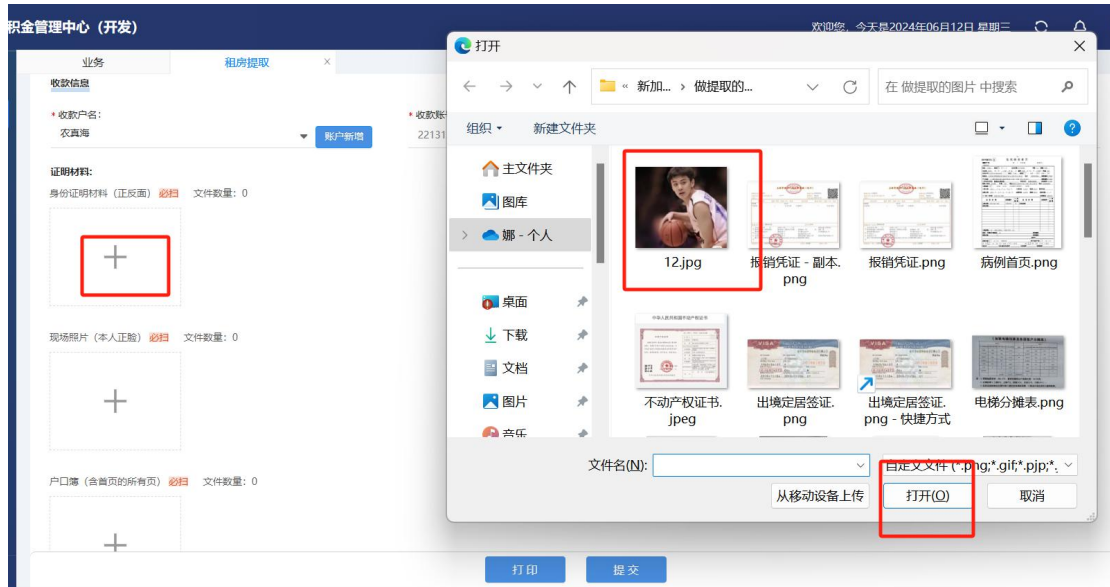 积金管理中心（开发）
欢迎您，今天是2024年06月12日 星期三
业务
租房提取
×
收款信息
* 收款户名：
农真海
账户新增
* 收款账
22131
证明材料：
身份证明材料（正反面） 必扫 文件数量：0
现场照片（本人正脸） 必扫 文件数量：0
户口簿（含首页的所有页） 必扫 文件数量：0
打印
提交
打开
« 新加... › 做提取的...
在 做提取的图片 中搜索
组织
新建文件夹
主文件夹
图库
娜 - 个人
桌面
下载
文档
图片
音乐
12.jpg
报销凭证 - 副本.
png
报销凭证.png
病例首页.png
不动产权证书.
jpeg
出境定居签证.
png
出境定居签证.
png - 快捷方式
电梯分摊表.png
文件名(N):
自定义文件 (*.png;*.gif;*.pjp;*.
从移动设备上传
打开(O)
取消